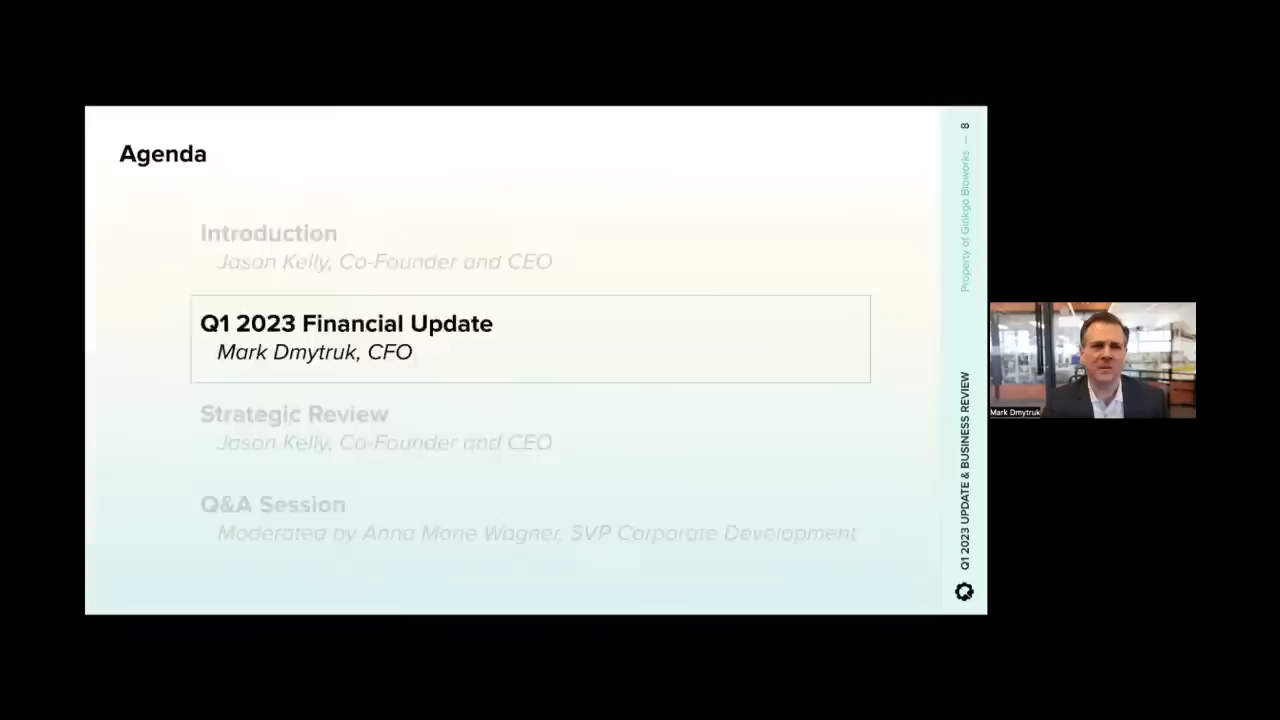 Agenda
Introduction
Jason Kelly, Co-Founder and CEO
Q1 2023 Financial Update
Mark Dmytruk, CFO
Strategic Review
Jason Kelly, Co-Founder and CEO
Q&A Session
Moderated by Anna Marie Wagner, SVP Corporate Development
Property of Ginkgo Bioworks — 8
Q1 2023 UPDATE & BUSINESS REVIEW
Mark Dmytruk